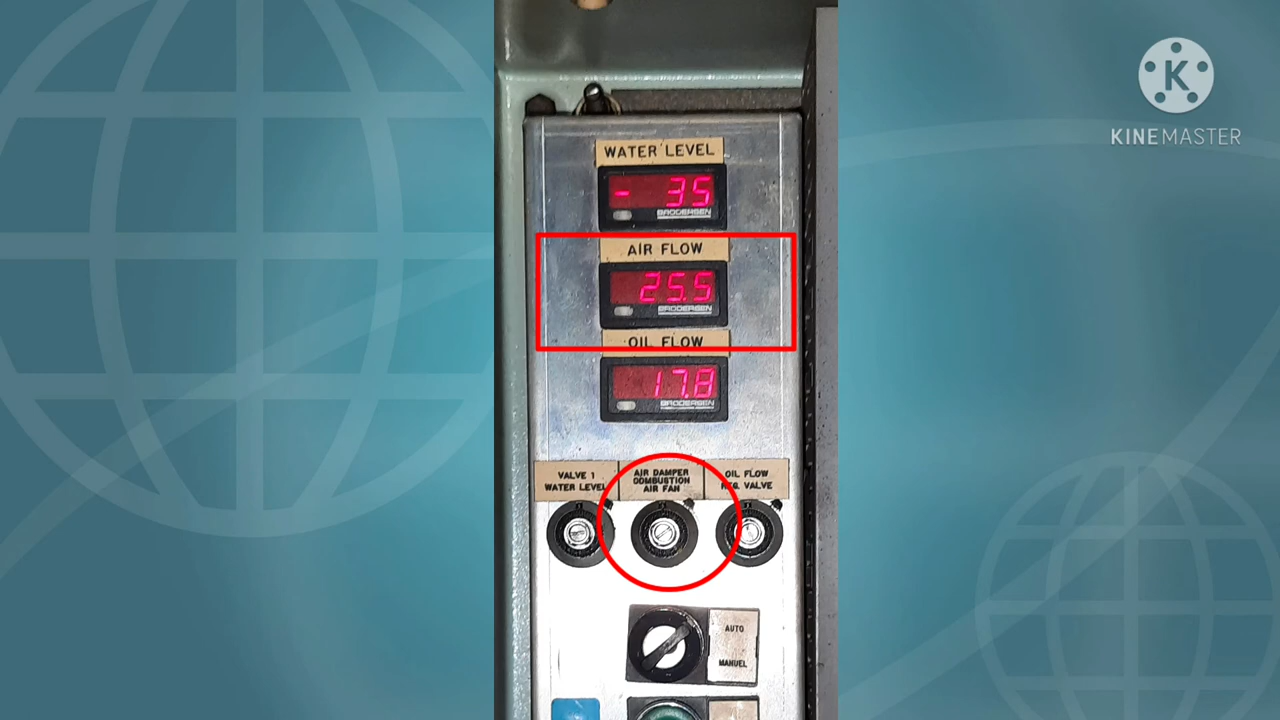 K
KINEMASTER
WATER LEVEL
- 35
BRODERSEN
AIR FLOW
25.5
BRODERSEN
OIL FLOW
17.8
BRODERSEN
VALVE 1
WATER LEVEL
AIR DAMPER
COMBUSTION
AIR FAN
OIL FLOW
REG. VALVE
AUTO
MANUEL